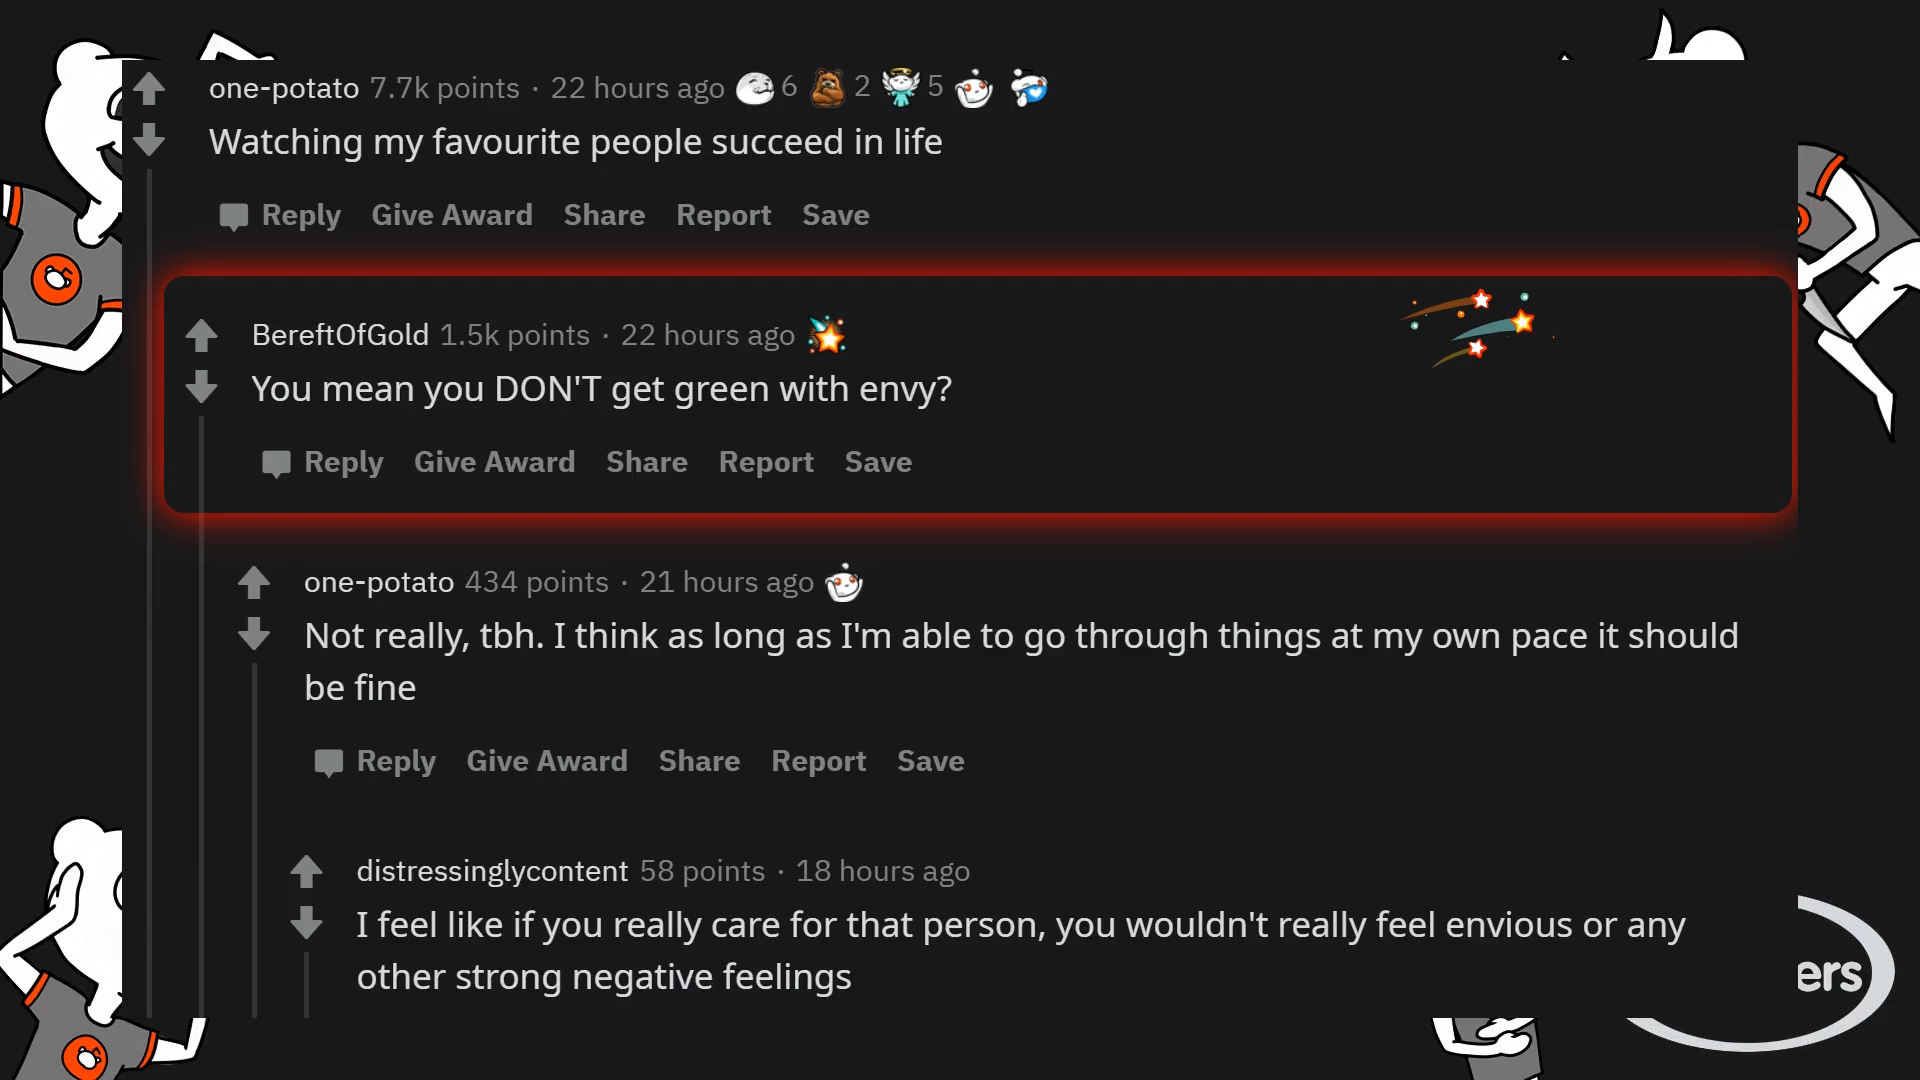 one-potato 7.7k points · 22 hours ago 6 2 5
Watching my favourite people succeed in life
Reply Give Award Share Report Save
BereftOfGold 1.5k points · 22 hours ago
You mean you DON'T get green with envy?
Reply Give Award Share Report Save
one-potato 434 points · 21 hours ago
Not really, tbh. I think as long as I'm able to go through things at my own pace it should
be fine
Reply Give Award Share Report Save
distressinglycontent 58 points · 18 hours ago
I feel like if you really care for that person, you wouldn't really feel envious or any
other strong negative feelings
ers